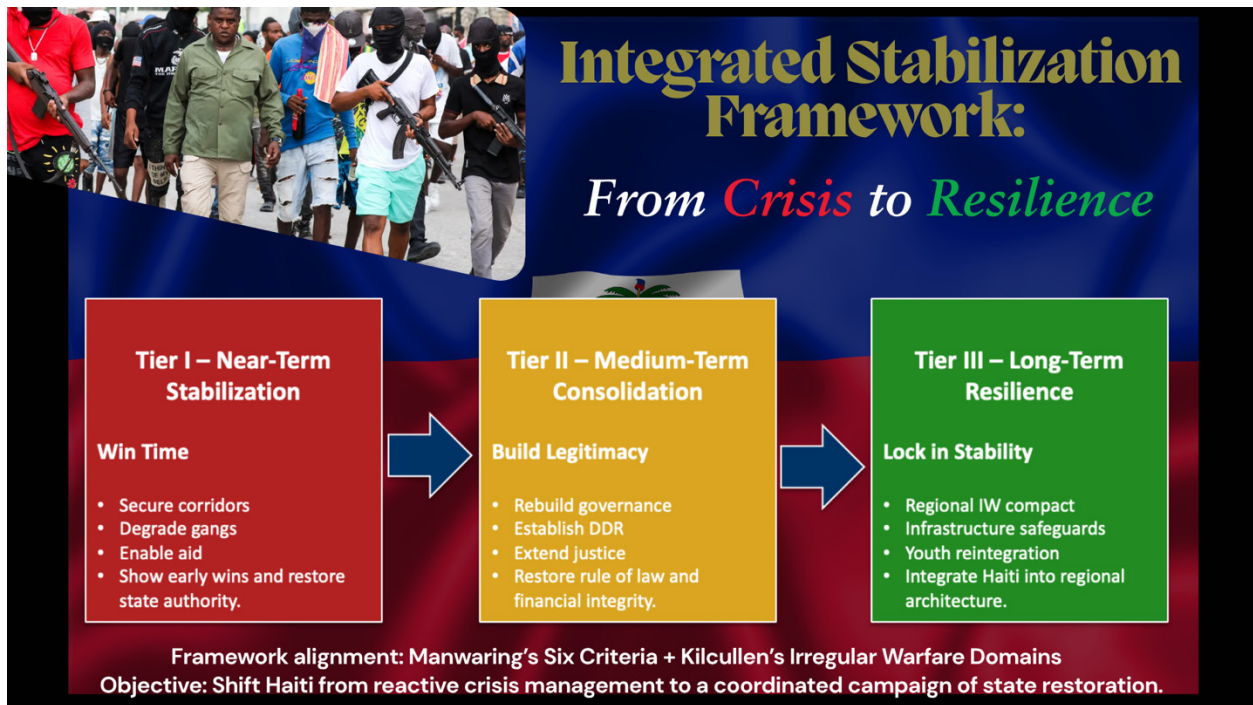 Integrated Stabilization
Framework:
From Crisis to Resilience
Tier I – Near-Term
Stabilization
Win Time
• Secure corridors
• Degrade gangs
• Enable aid
• Show early wins and restore
state authority.
Tier II – Medium-Term
Consolidation
Build Legitimacy
• Rebuild governance
• Establish DDR
• Extend justice
• Restore rule of law and
financial integrity.
Tier III – Long-Term
Resilience
Lock in Stability
• Regional IW compact
• Infrastructure safeguards
• Youth reintegration
• Integrate Haiti into regional
architecture.
Framework alignment: Manwaring’s Six Criteria + Kilcullen’s Irregular Warfare Domains
Objective: Shift Haiti from reactive crisis management to a coordinated campaign of state restoration.